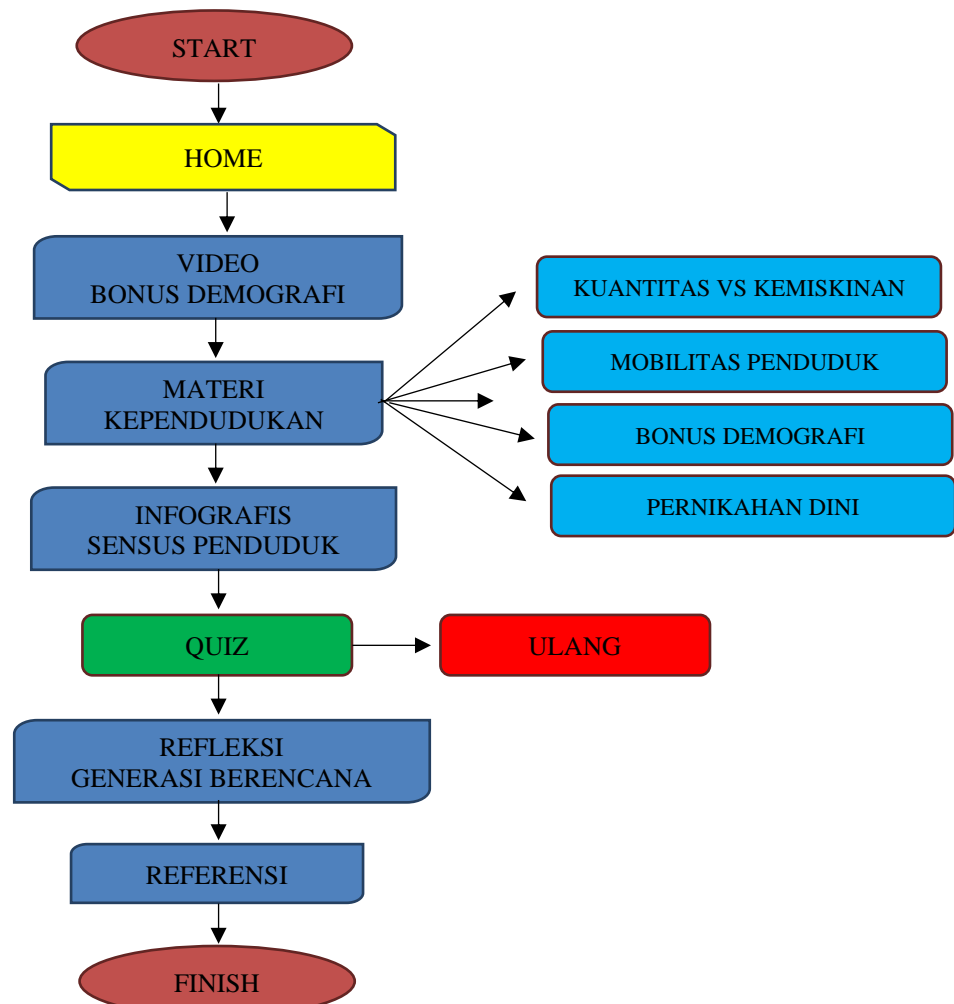 START
HOME
VIDEO
BONUS DEMOGRAFI
MATERI
KEPENDUDUKAN
KUANTITAS VS KEMISKINAN
MOBILITAS PENDUDUK
BONUS DEMOGRAFI
PERNIKAHAN DINI
INFOGRAFIS
SENSUS PENDUDUK
QUIZ
ULANG
REFLEKSI
GENERASI BERENCANA
REFERENSI
FINISH